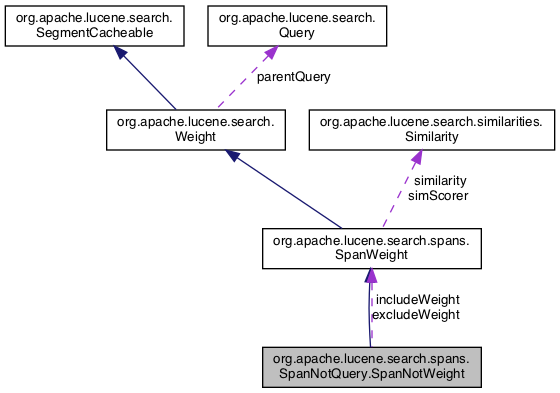 org.apache.lucene.search.
SegmentCacheable
org.apache.lucene.search.
Query
parentQuery
org.apache.lucene.search.
Weight
org.apache.lucene.search.similarities.
Similarity
similarity
simScorer
org.apache.lucene.search.spans.
SpanWeight
includeWeight
excludeWeight
org.apache.lucene.search.spans.
SpanNotQuery.SpanNotWeight